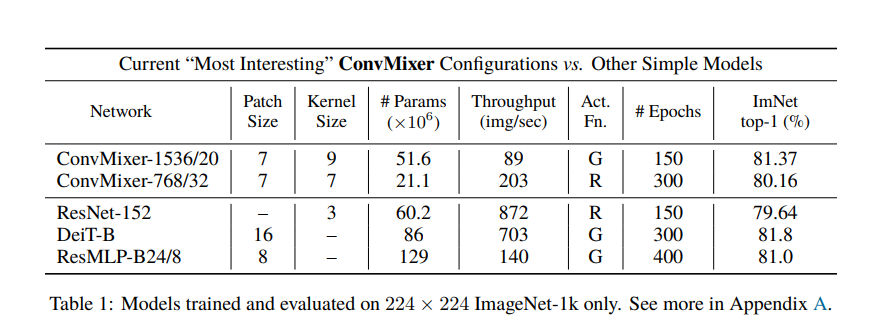 Current “Most Interesting” ConvMixer Configurations vs. Other Simple Models
Network Patch Size Kernel Size # Params (×10⁶) Throughput (img/sec) Act. Fn. # Epochs ImNet top-1 (%)
ConvMixer-1536/20 7 9 51.6 89 G 150 81.37
ConvMixer-768/32 7 7 21.1 203 R 300 80.16
ResNet-152 – 3 60.2 872 R 150 79.64
DeiT-B 16 – 86 703 G 300 81.8
ResMLP-B24/8 8 – 129 140 G 400 81.0
Table 1: Models trained and evaluated on 224 × 224 ImageNet-1k only. See more in Appendix A.